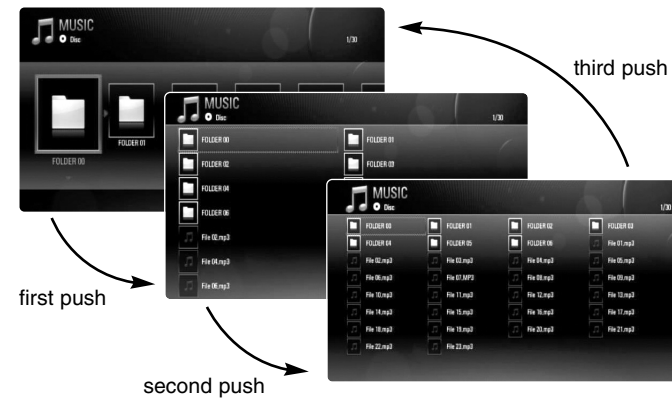 MUSIC
Disc
1/30
third push
FOLDER 00
FOLDER 01
MUSIC
Disc
1/30
FOLDER 00 FOLDER 01
FOLDER 02 FOLDER 03
FOLDER 04
FOLDER 06
File 02.mp3
File 04.mp3
File 06.mp3
MUSIC
Disc
1/30
FOLDER 00 FOLDER 01 FOLDER 02 FOLDER 03
FOLDER 04 FOLDER 05 FOLDER 06 File 01.mp3
File 02.mp3 File 03.mp3 File 04.mp3 File 05.mp3
File 06.mp3 File 07.MP3 File 08.mp3 File 09.mp3
File 10.mp3 File 11.mp3 File 12.mp3 File 13.mp3
File 14.mp3 File 15.mp3 File 16.mp3 File 17.mp3
File 18.mp3 File 19.mp3 File 20.mp3 File 21.mp3
File 22.mp3 File 23.mp3
first push
second push